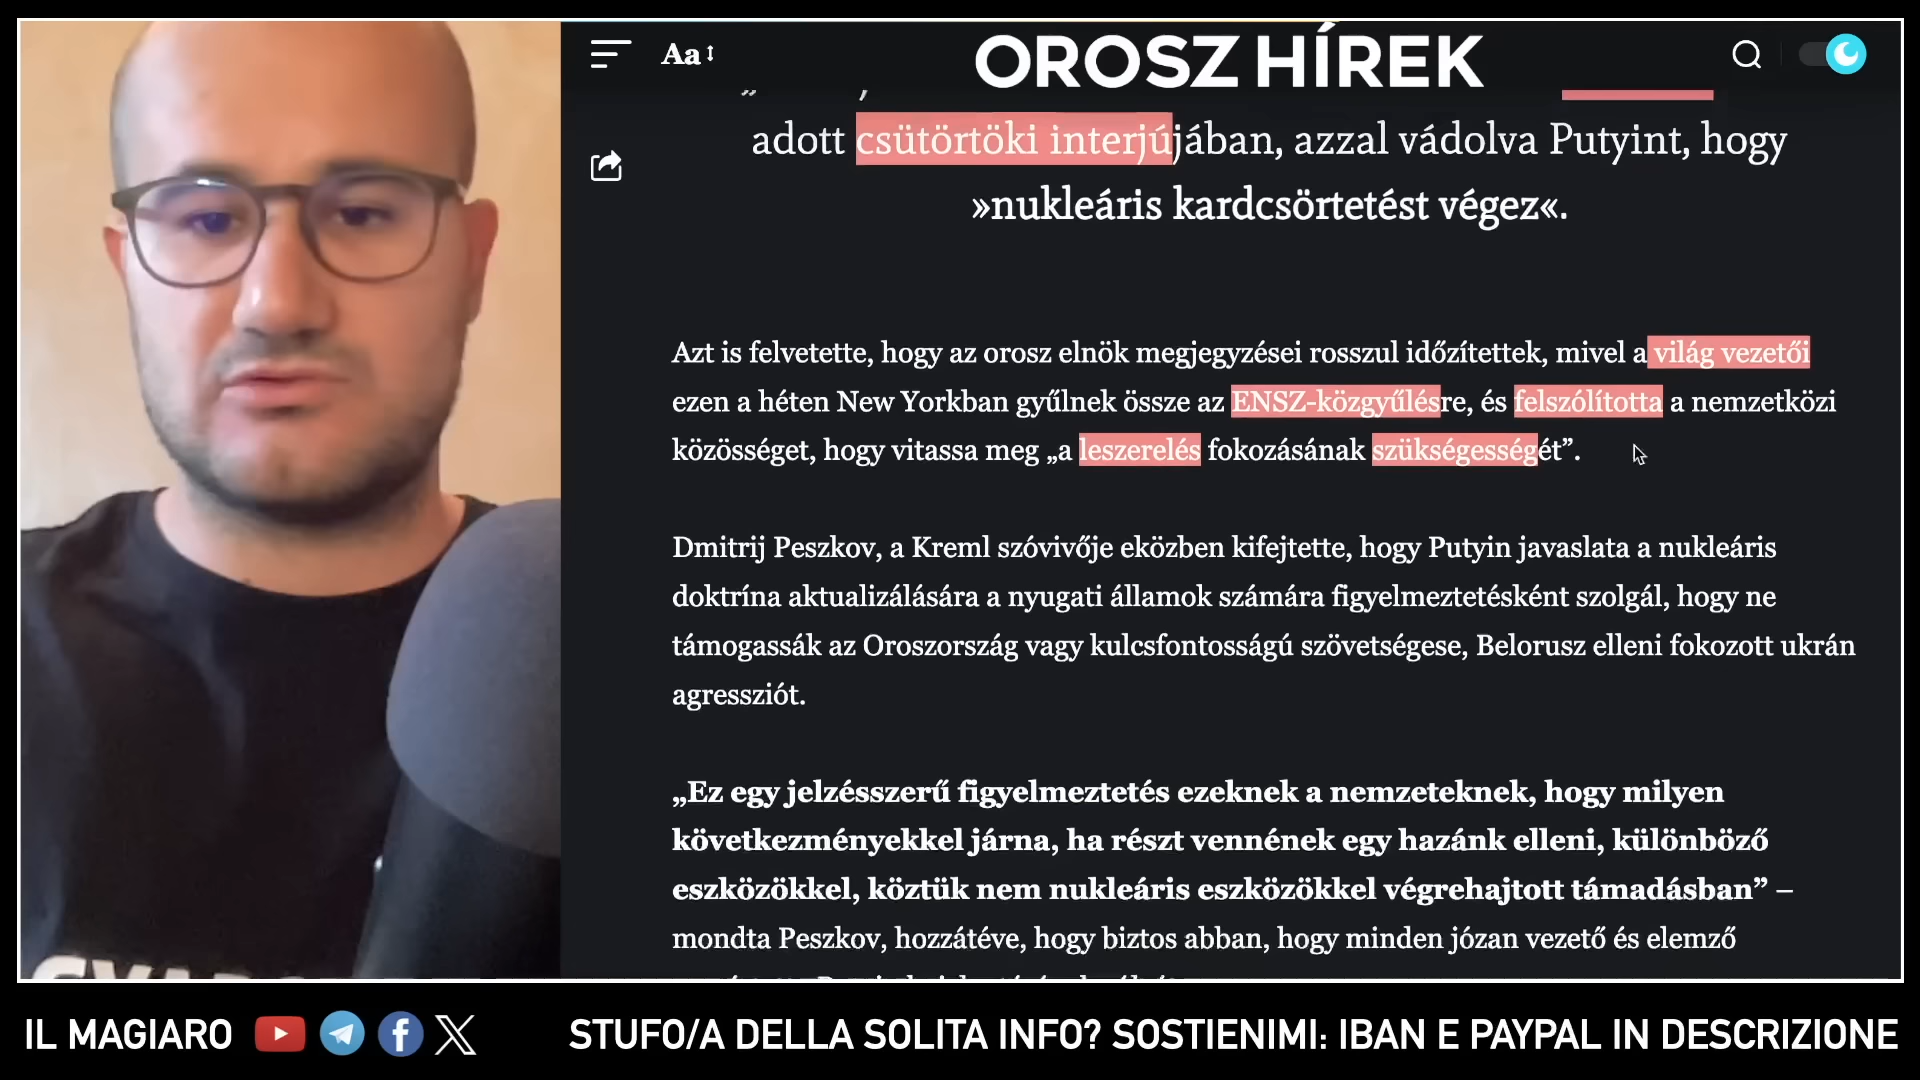 Aa
OROSZ HÍREK
adott csütörtöki interjújában, azzal vádolva Putyint, hogy
»nukleáris kardcsörtetést végez«.
Azt is felvetette, hogy az orosz elnök megjegyzései rosszul időzítettek, mivel a világ vezetői
ezen a héten New Yorkban gyűlnek össze az ENSZ-közgyűlésre, és felszólította a nemzetközi
közösséget, hogy vitassa meg „a leszerelés fokozásának szükségességét”.
Dmitrij Peszkov, a Kreml szóvivője eközben kifejtette, hogy Putyin javaslata a nukleáris
doktrína aktualizálására a nyugati államok számára figyelmeztetésként szolgál, hogy ne
támogassák az Oroszország vagy kulcsfontosságú szövetségese, Belorusz elleni fokozott ukrán
agressziót.
„Ez egy jelzésszerű figyelmeztetés ezeknek a nemzeteknek, hogy milyen
következményekkel járna, ha részt vennének egy hazánk elleni, különböző
eszközökkel, köztük nem nukleáris eszközökkel végrehajtott támadásban” –
mondta Peszkov, hozzátéve, hogy biztos abban, hogy minden józan vezető és elemző
IL MAGIARO
STUFO/A DELLA SOLITA INFO? SOSTIENIMI: IBAN E PAYPAL IN DESCRIZIONE